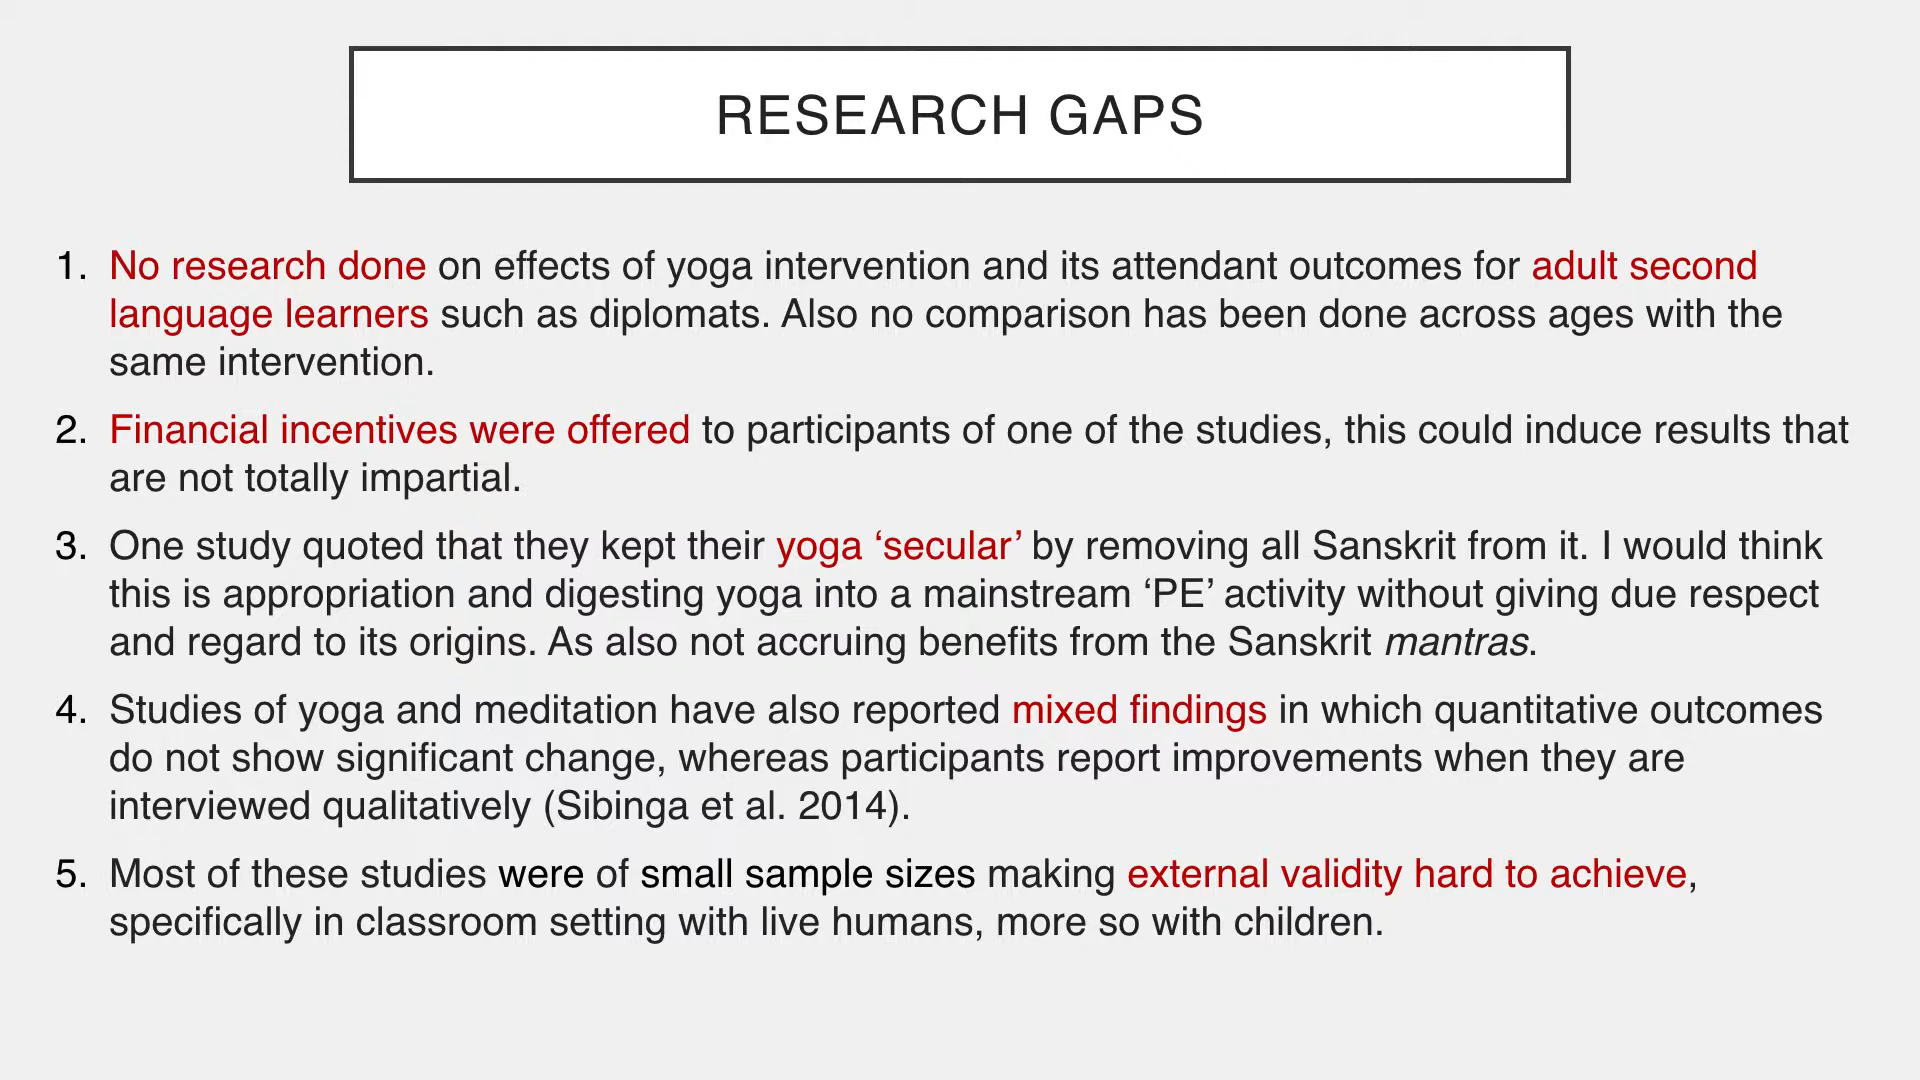 RESEARCH GAPS
1. No research done on effects of yoga intervention and its attendant outcomes for adult second
language learners such as diplomats. Also no comparison has been done across ages with the
same intervention.
2. Financial incentives were offered to participants of one of the studies, this could induce results that
are not totally impartial.
3. One study quoted that they kept their yoga ‘secular’ by removing all Sanskrit from it. I would think
this is appropriation and digesting yoga into a mainstream ‘PE’ activity without giving due respect
and regard to its origins. As also not accruing benefits from the Sanskrit mantras.
4. Studies of yoga and meditation have also reported mixed findings in which quantitative outcomes
do not show significant change, whereas participants report improvements when they are
interviewed qualitatively (Sibinga et al. 2014).
5. Most of these studies were of small sample sizes making external validity hard to achieve,
specifically in classroom setting with live humans, more so with children.